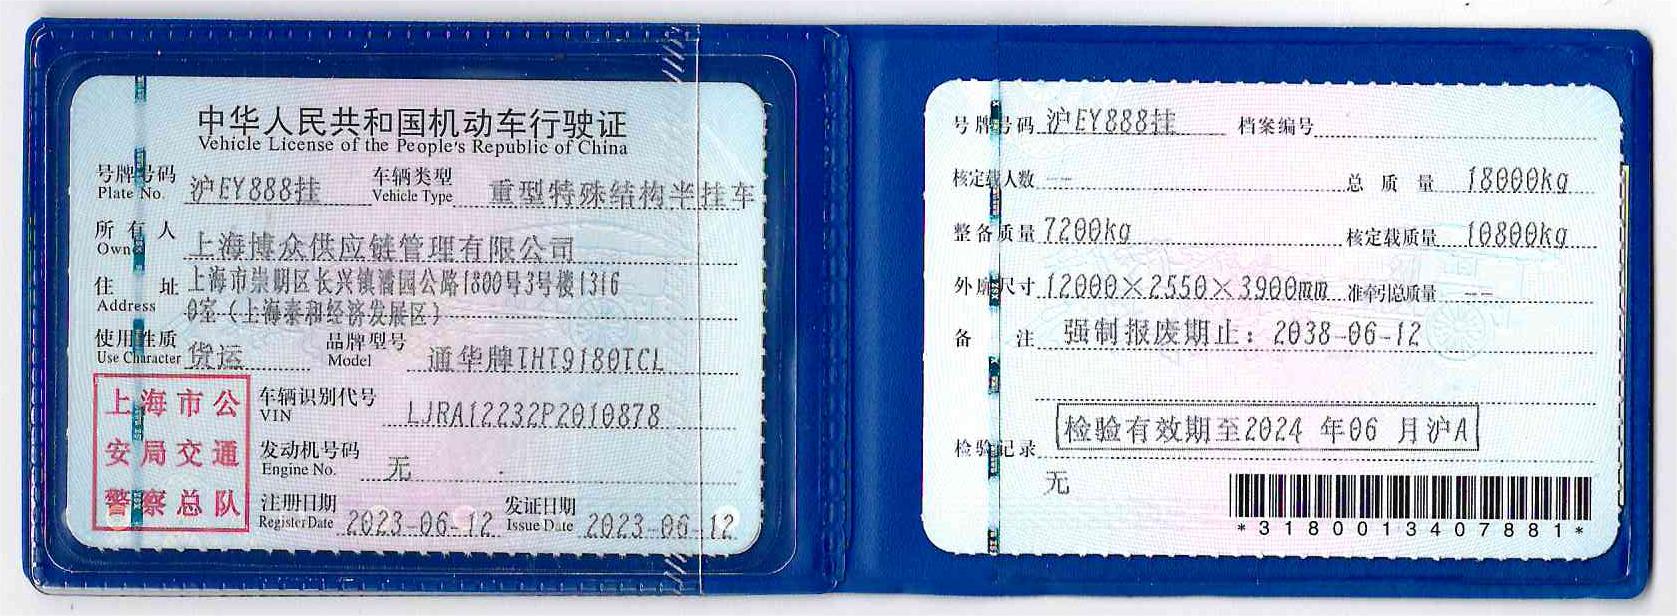 中华人民共和国机动车行驶证
Vehicle License of the People's Republic of China
号牌号码 沪EY888挂 车辆类型 重型特殊结构半挂车
Plate No. Vehicle Type
所有人 上海博众供应链管理有限公司
Owner
住址 上海市崇明区长兴镇潘园公路1800号3号楼1316
Address 0室（上海泰和经济发展区）
使用性质 货运 品牌型号 通华牌THT9180TCL
Use Character Model
上海市公
安局交通
警察总队
车辆识别代号 LJRA12232P2010878
VIN
发动机号码 无
Engine No.
注册日期 2023-06-12 发证日期 2023-06-12
Register Date Issue Date
号牌号码 沪EY888挂 档案编号
核定载人数 -- 总质量 18000kg
整备质量 7200kg 核定载质量 10800kg
外廓尺寸 12000×2550×3900mm 准牵引总质量 --
备注 强制报废期止：2038-06-12
检验记录 检验有效期至2024 年06 月沪A
无
*3180013407881*